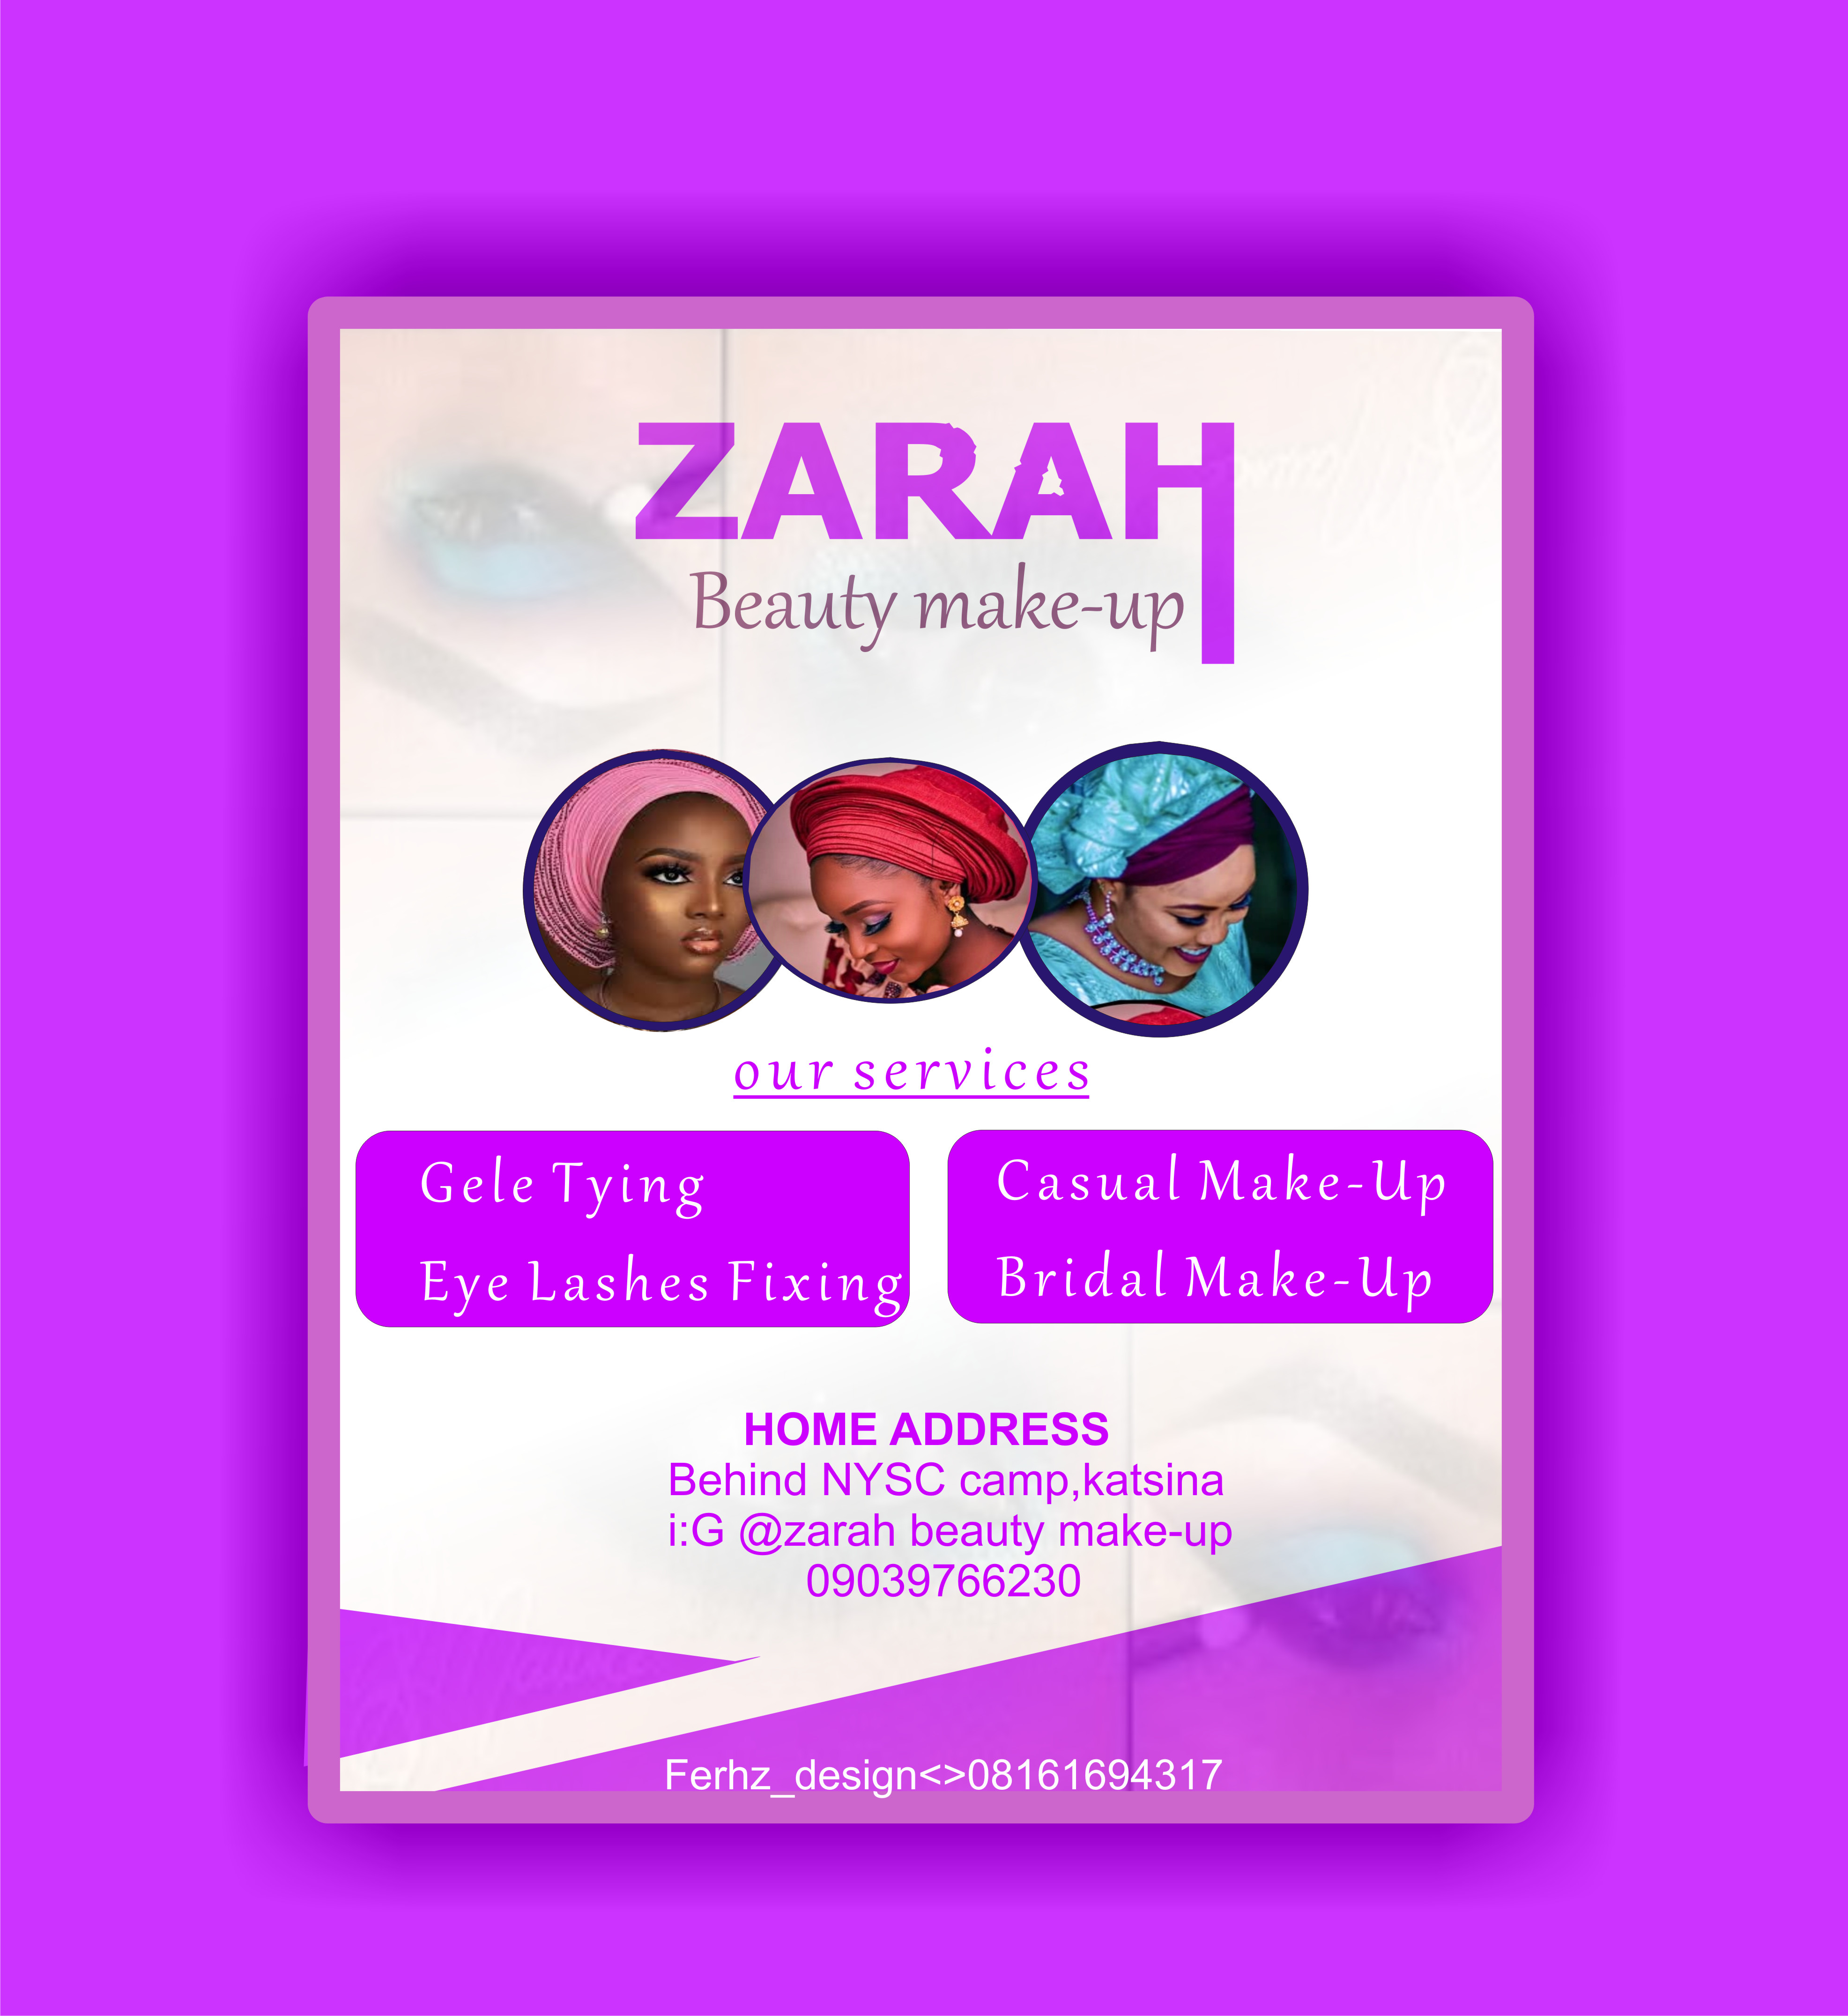 ZARAH
Beauty make-up
our services
Gele Tying
Eye Lashes Fixing
Casual Make-Up
Bridal Make-Up
HOME ADDRESS
Behind NYSC camp,katsina
i:G @zarah beauty make-up
09039766230
Ferhz_design<>08161694317